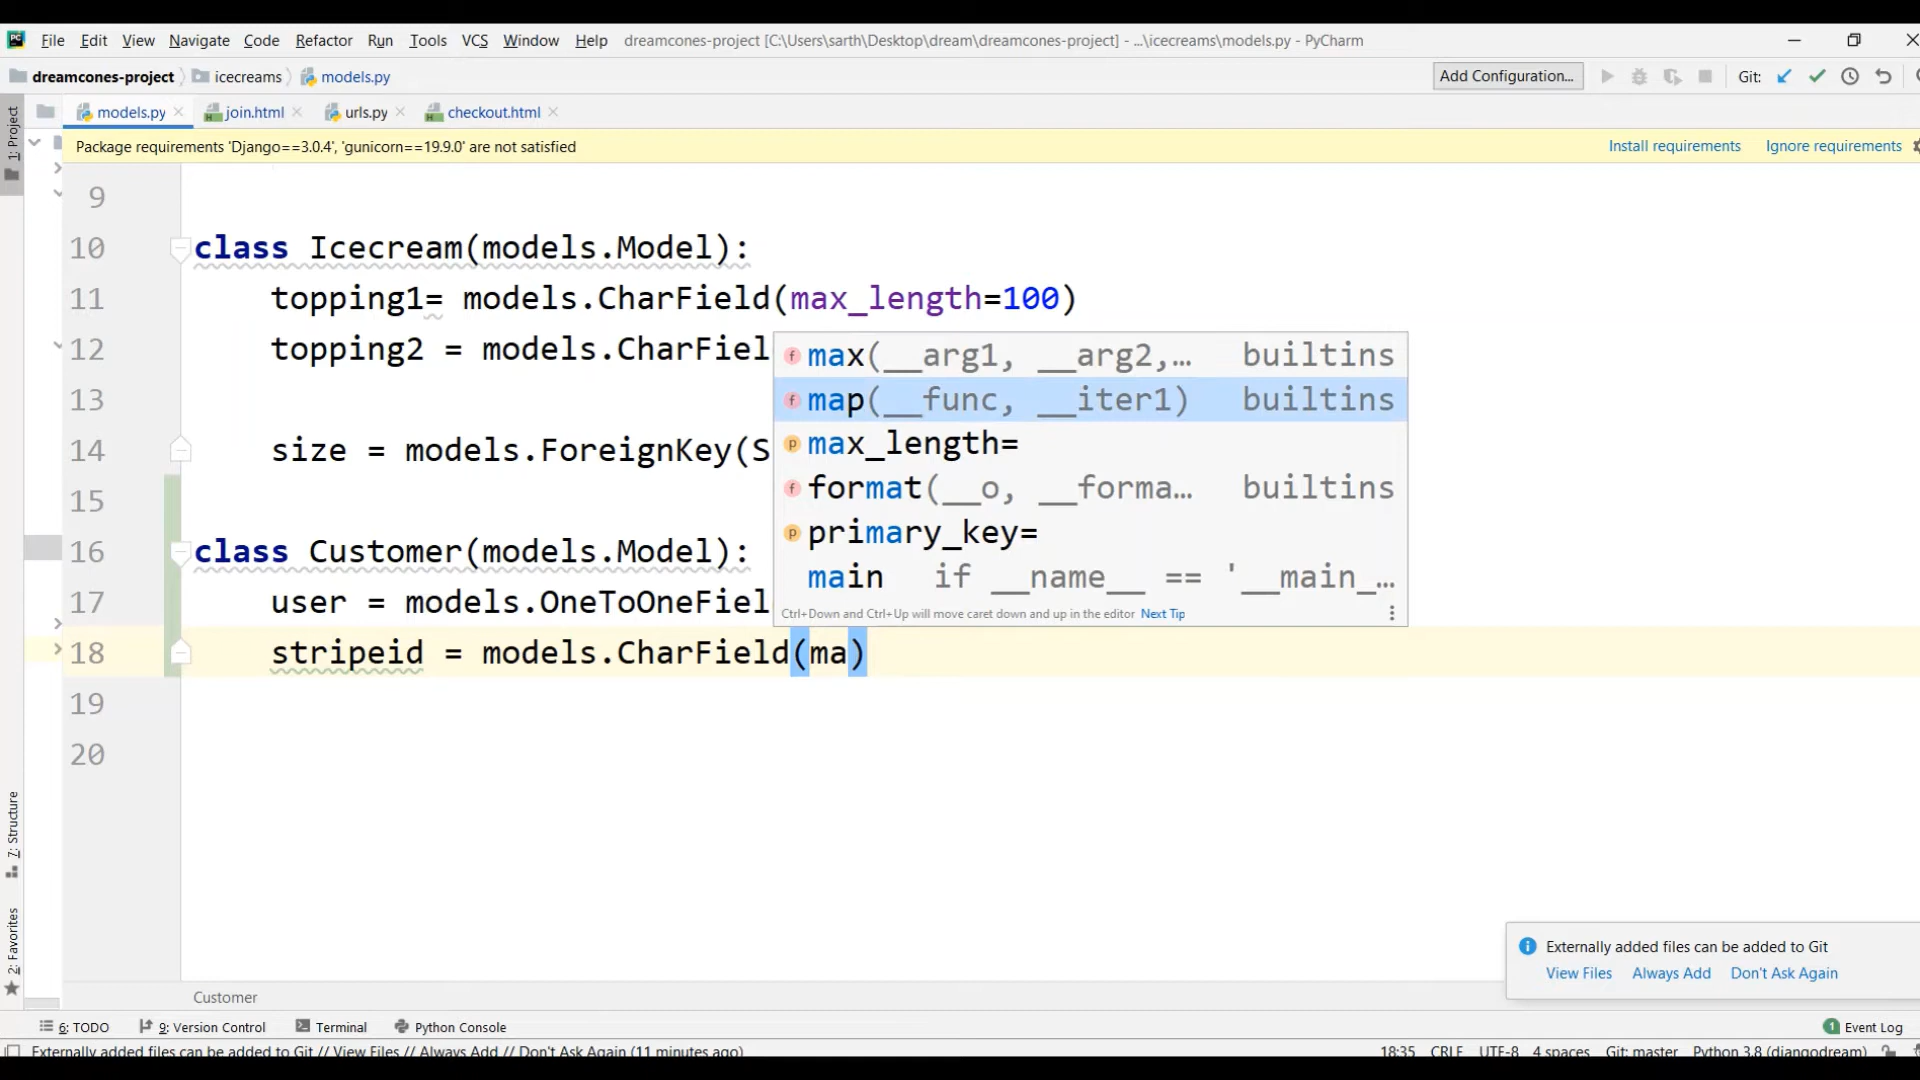 File Edit View Navigate Code Refactor Run Tools VCS Window Help dreamcones-project [C:\Users\sarth\Desktop\dream\dreamcones-project] - ...\icecreams\models.py - PyCharm
dreamcones-project icecreams models.py Add Configuration... Git:
models.py join.html urls.py checkout.html
Package requirements 'Django==3.0.4', 'gunicorn==19.9.0' are not satisfied Install requirements Ignore requirements
1: Project
9
10 class Icecream(models.Model):
11 topping1= models.CharField(max_length=100)
12 topping2 = models.CharFiel
13
14 size = models.ForeignKey(S
15
16 class Customer(models.Model):
17 user = models.OneToOneFiel
18 stripeid = models.CharField(ma)
19
20
max(__arg1, __arg2,… builtins
map(__func, __iter1) builtins
max_length=
format(__o, __forma… builtins
primary_key=
main if __name__ == '__main_…
Ctrl+Down and Ctrl+Up will move caret down and up in the editor Next Tip
7: Structure
2: Favorites
Externally added files can be added to Git
View Files Always Add Don't Ask Again
Customer
6: TODO 9: Version Control Terminal Python Console 1 Event Log
Externally added files can be added to Git // View Files // Always Add // Don't Ask Again (11 minutes ago) 18:35 CRLF UTF-8 4 spaces Git: master Python 3.8 (djangodream)